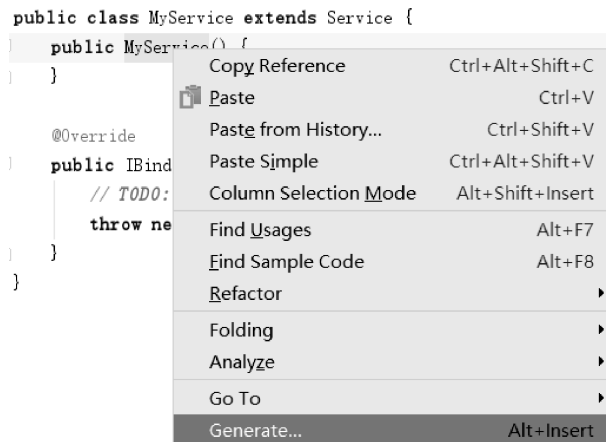 public class MyService extends Service {
public MyService() {
}
@Override
public IBind
// TODO:
throw ne
}
}
Copy Reference Ctrl+Alt+Shift+C
Paste Ctrl+V
Paste from History... Ctrl+Shift+V
Paste Simple Ctrl+Alt+Shift+V
Column Selection Mode Alt+Shift+Insert
Find Usages Alt+F7
Find Sample Code Alt+F8
Refactor
Folding
Analyze
Go To
Generate... Alt+Insert